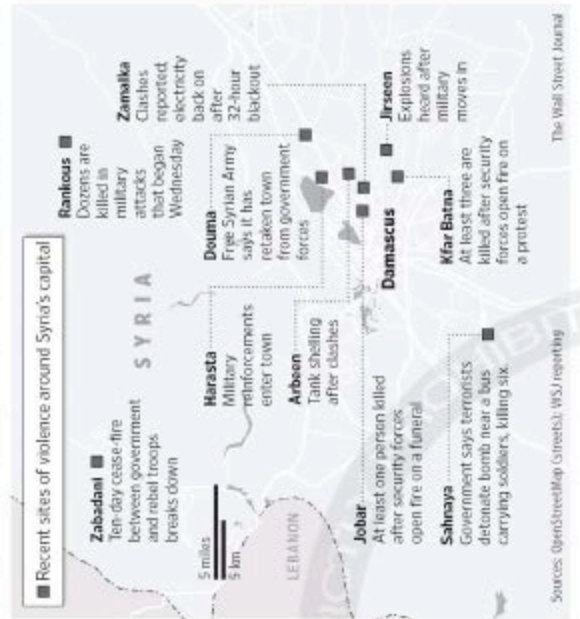 Recent sites of violence around Syria's capital
Zabadani
Ten-day cease-fire
between government
and rebel troops
breaks down
SYRIA
Rankous
Dozens are
killed in
military
attacks
that began
Wednesday
Zamalka
Clashes
reported;
electricity
back on
after
32-hour
blackout
5 miles
5 km
LEBANON
Harasta
Military
reinforcements
enter town
Douma
Free Syrian Army
says it has
retaken town
from government
forces
Arbeen
Tank shelling
after clashes
Jobar
At least one person killed
after security forces
open fire on a funeral
Damascus
Jirseen
Explosions
heard after
military
moves in
Sahnaya
Government says terrorists
detonate bomb near a bus
carrying soldiers, killing six.
Kfar Batna
At least three are
killed after security
forces open fire on
a protest
Sources: OpenStreetMap (streets); WSJ reporting
The Wall Street Journal